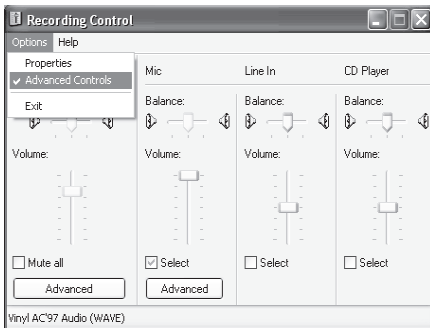 Recording Control
Options Help
Properties
Advanced Controls
Exit
Mic Line In CD Player
Balance: Balance: Balance:
Volume: Volume: Volume: Volume:
Mute all Select Select Select
Advanced Advanced
Vinyl AC'97 Audio (WAVE)